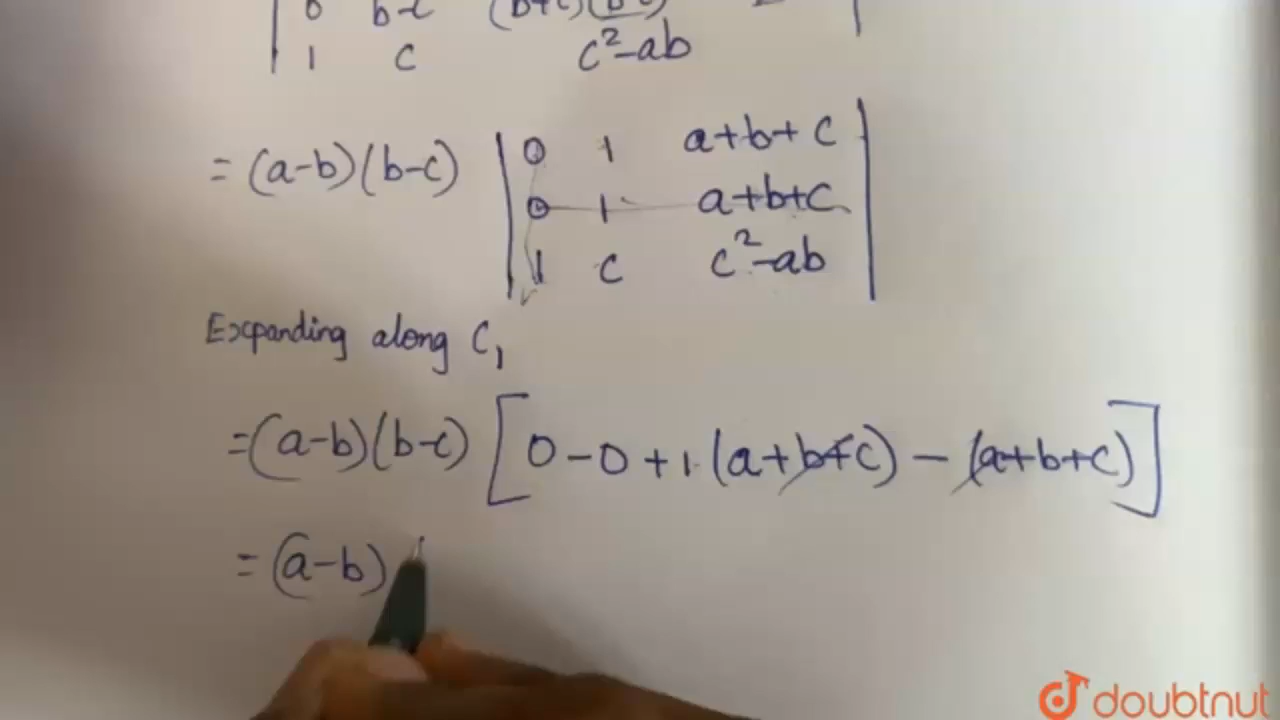 0 b-c (b+c)(b-c)
1 c c²-ab
= (a-b)(b-c) | 0 1 a+b+c |
| 0 1 a+b+c |
| 1 c c²-ab |
Expanding along C₁
=(a-b)(b-c) [0-0+1.(a+b+c) - (a+b+c)]
= (a-b)
doubtnut